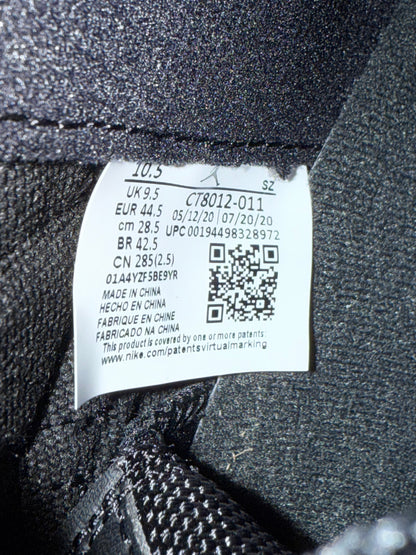 10.5 SZ
UK 9.5 CT8012-011
EUR 44.5 05/12/20 07/20/20
cm 28.5 UPC00194498328972
BR 42.5
CN 285(2.5)
01A4YZF5BE9YR
MADE IN CHINA
HECHO EN CHINA
FABRIQUE EN CHINE
FABRICADO NA CHINA
This product is covered by one or more patents:
www.nike.com/patentsvirtualmarking